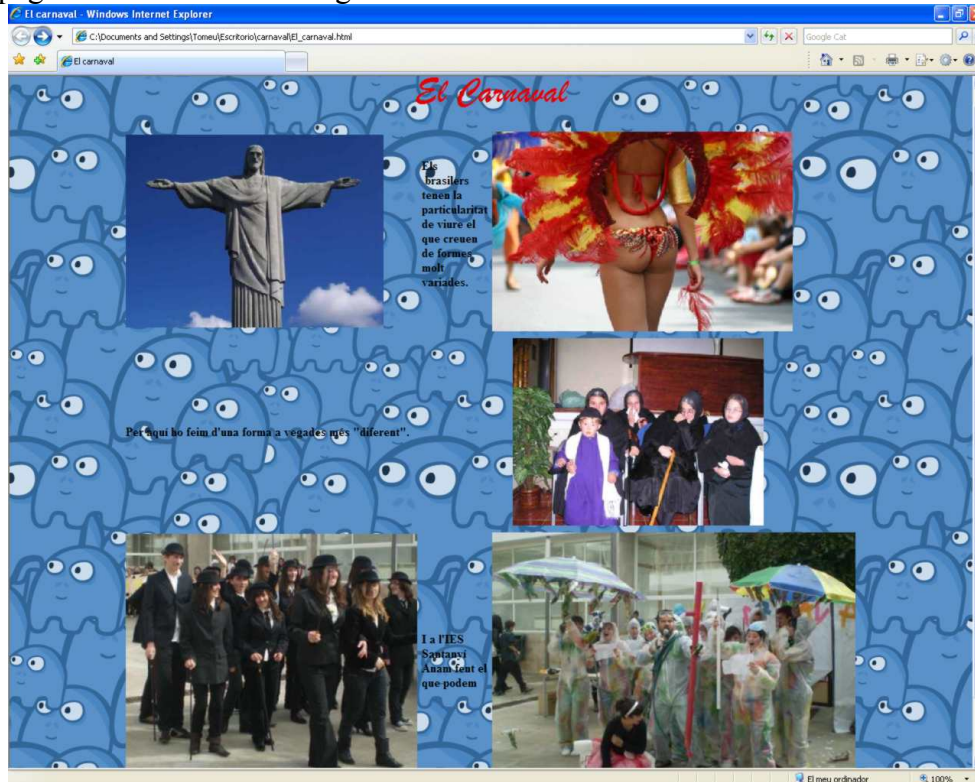 El carnaval - Windows Internet Explorer
C:\Documents and Settings\Tomeu\Escritorio\carnaval\El_carnaval.html
Google Cat
El carnaval
El Carnaval
Els
brasilers
tenen la
particularitat
de viure el
que creuen
de formes
molt
variades.
Per aquí ho feim d'una forma a vegades més "diferent".
I a l'IES
Santanyí
Anam fent el
que podem
El meu ordinador
100%